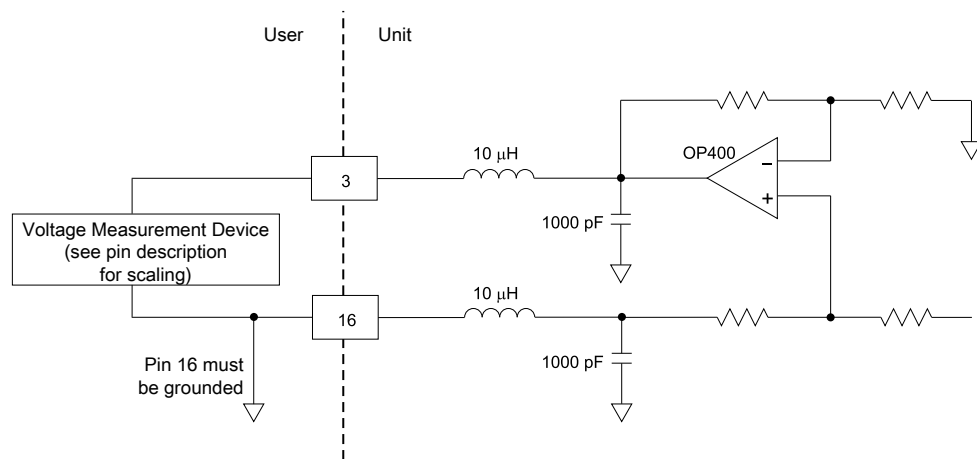 User
Unit
OP400
10 μH
3
−
+
1000 pF
Voltage Measurement Device
(see pin description
for scaling)
10 μH
16
Pin 16 must
be grounded
1000 pF